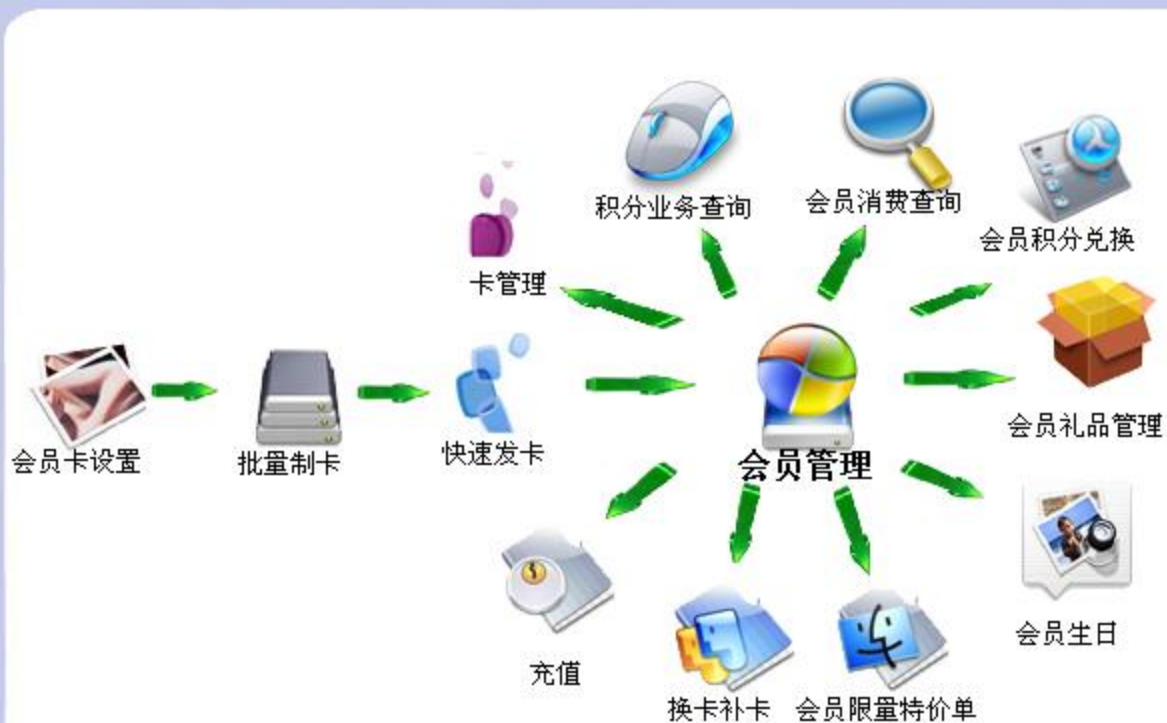 积分业务查询
会员消费查询
会员积分兑换
卡管理
会员卡设置
批量制卡
快速发卡
会员管理
会员礼品管理
会员生日
充值
换卡补卡
会员限量特价单